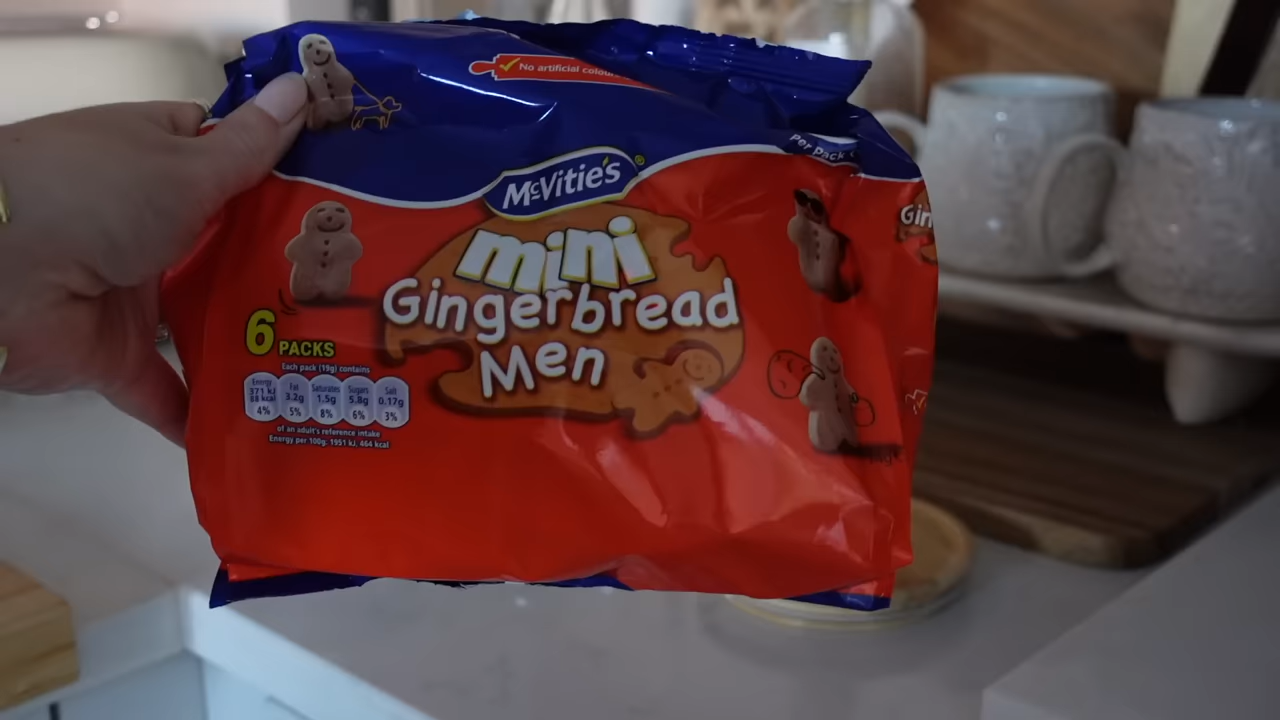 No artificial colou
Per Pack
McVitie's
mini
Gingerbread
Men
Gin
6 PACKS
Each pack (19g) contains
Energy 371 kJ 88 kcal 4%
Fat 3.2g 5%
Saturates 1.5g 8%
Sugars 5.8g 6%
Salt 0.17g 3%
of an adult's reference intake
Energy per 100g: 1951 kJ, 464 kcal